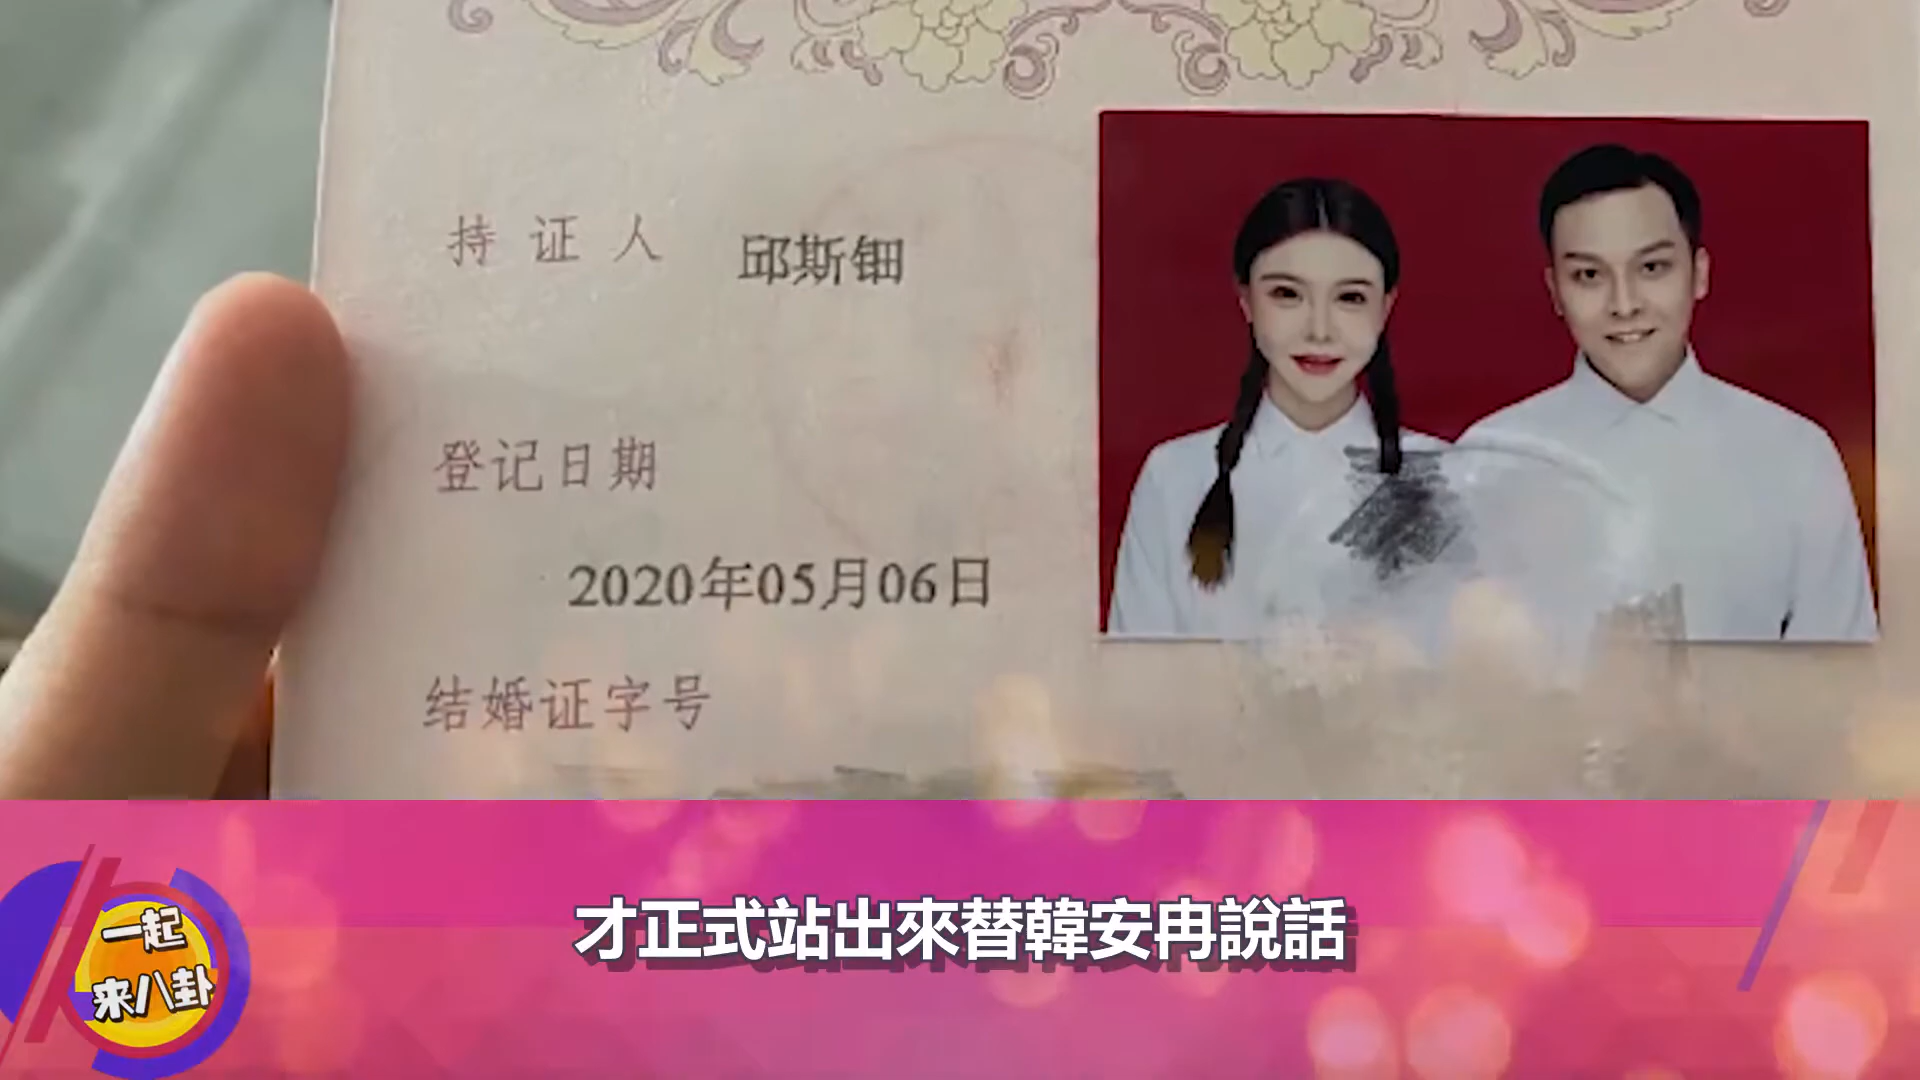 持证人 邱斯钿
登记日期
2020年05月06日
结婚证字号
才正式站出來替韓安冉說話
一起
来八卦